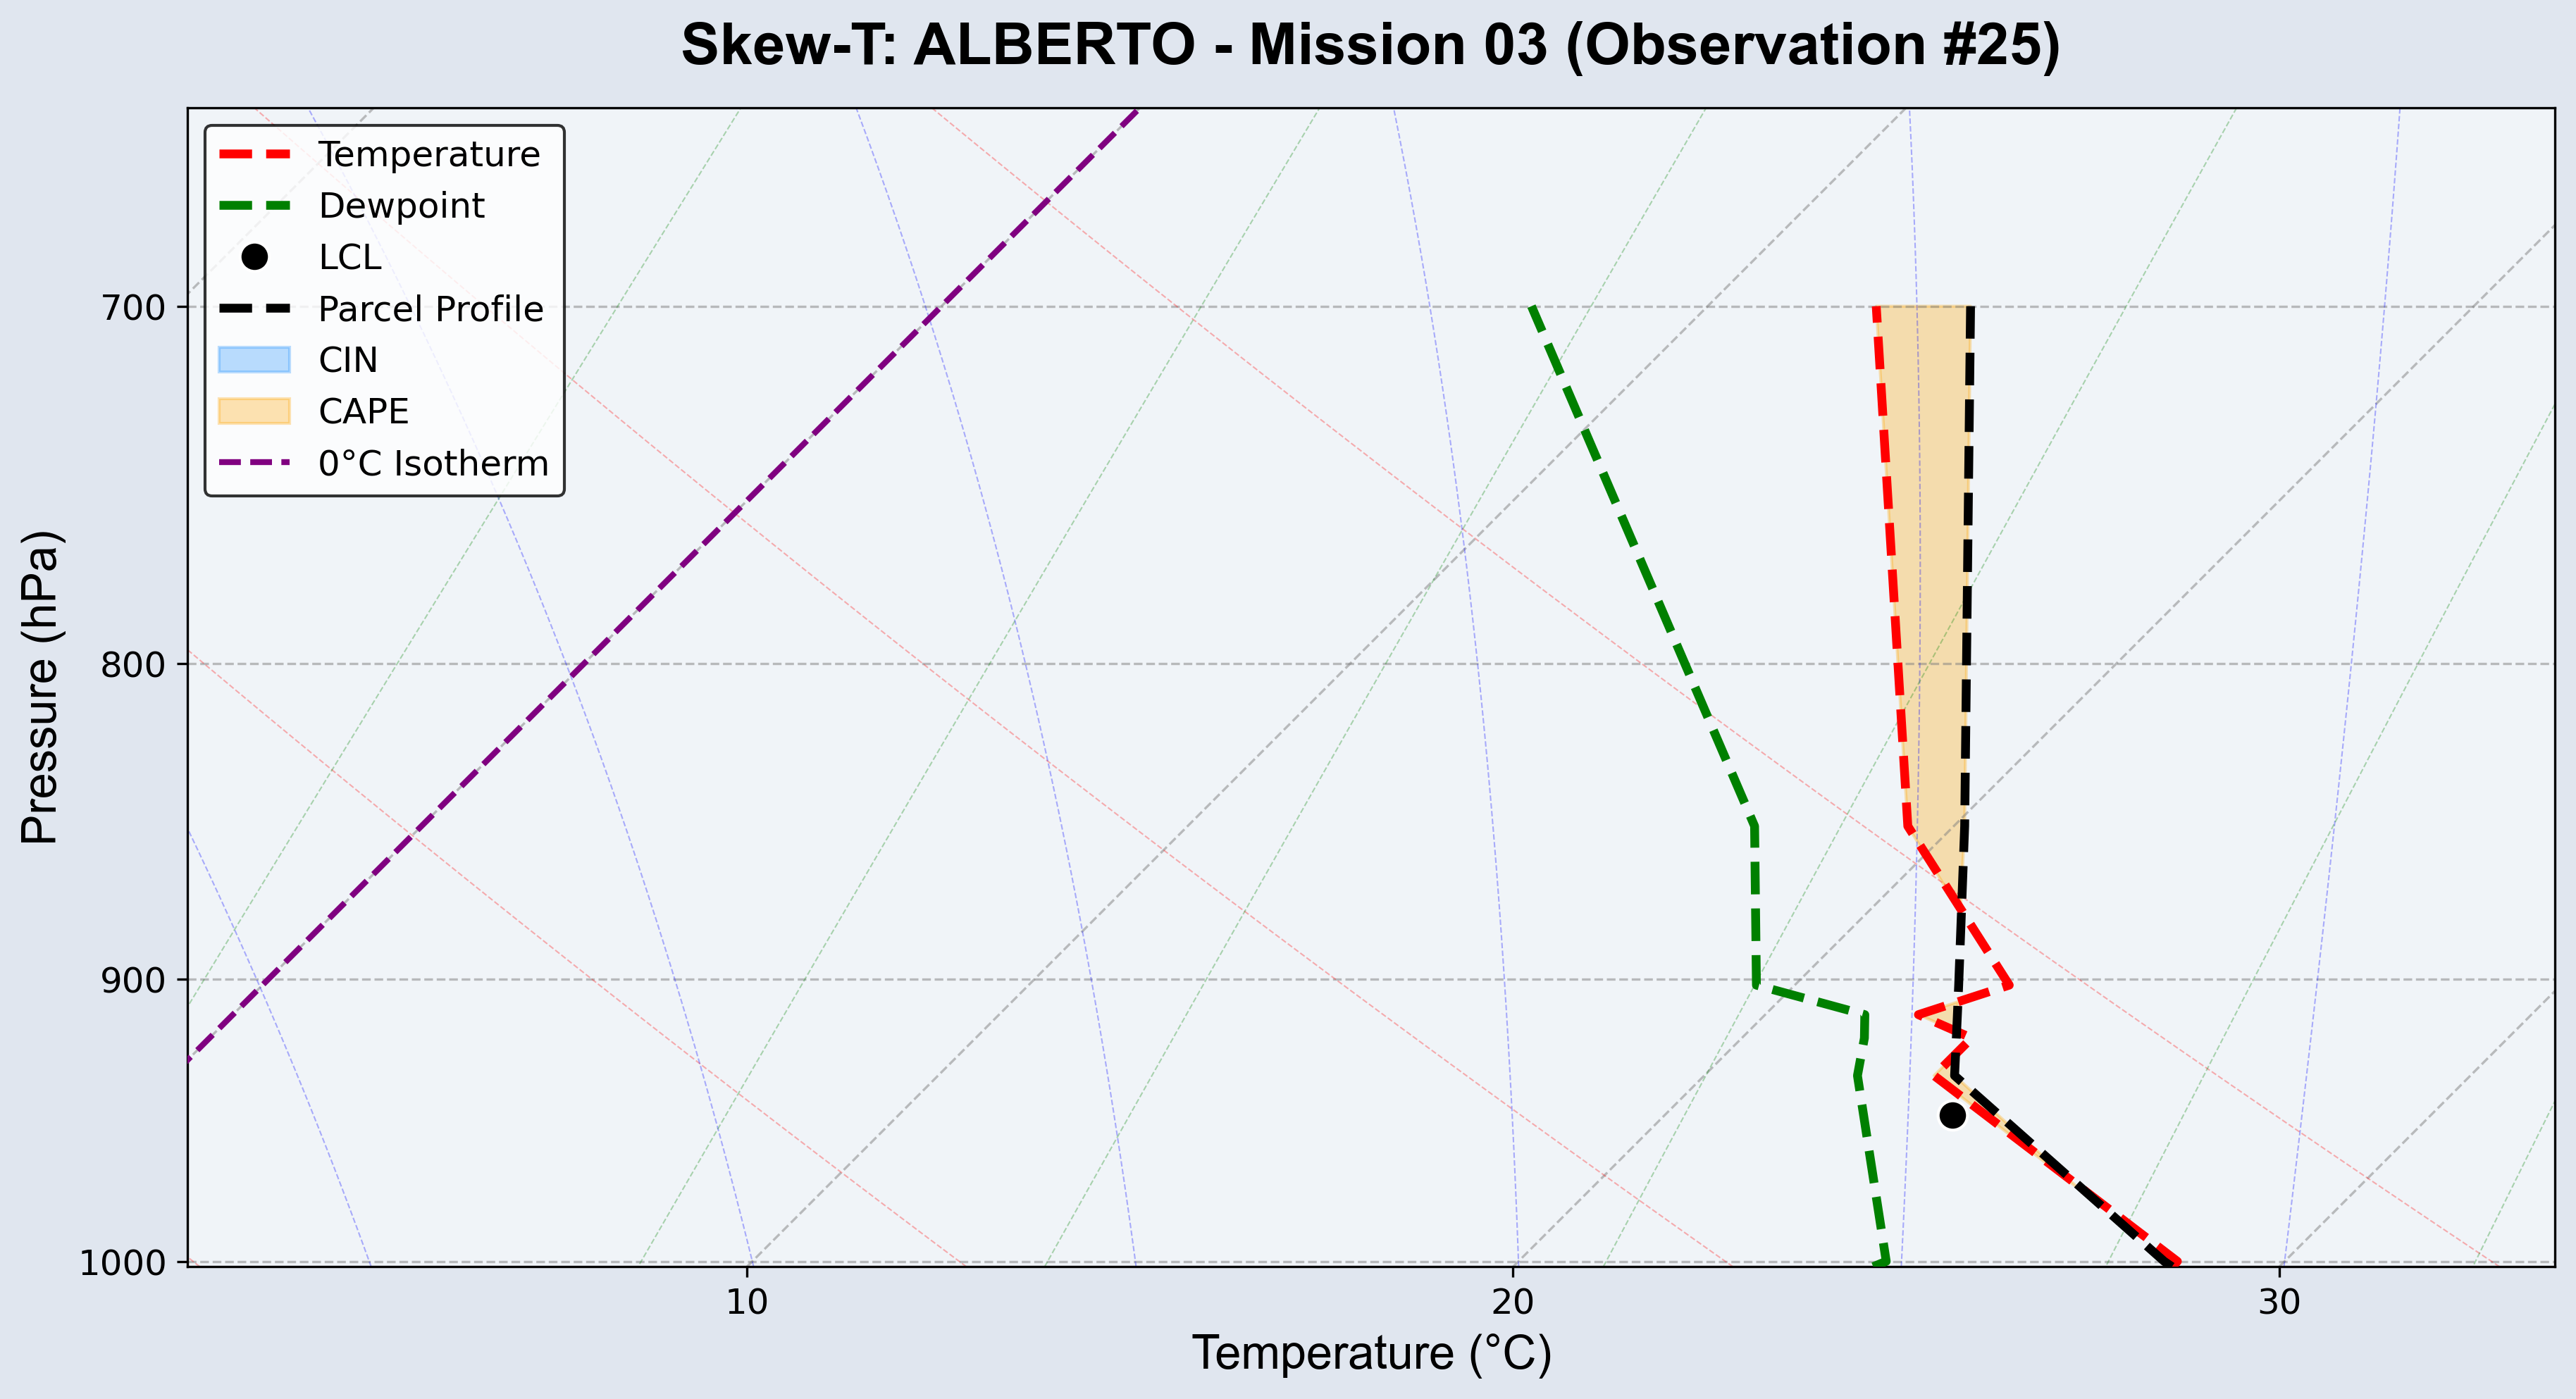 Skew-T: ALBERTO - Mission 03 (Observation #25)
Temperature
Dewpoint
LCL
Parcel Profile
CIN
CAPE
0°C Isotherm
Pressure (hPa)
700
800
900
1000
10 20 30
Temperature (°C)